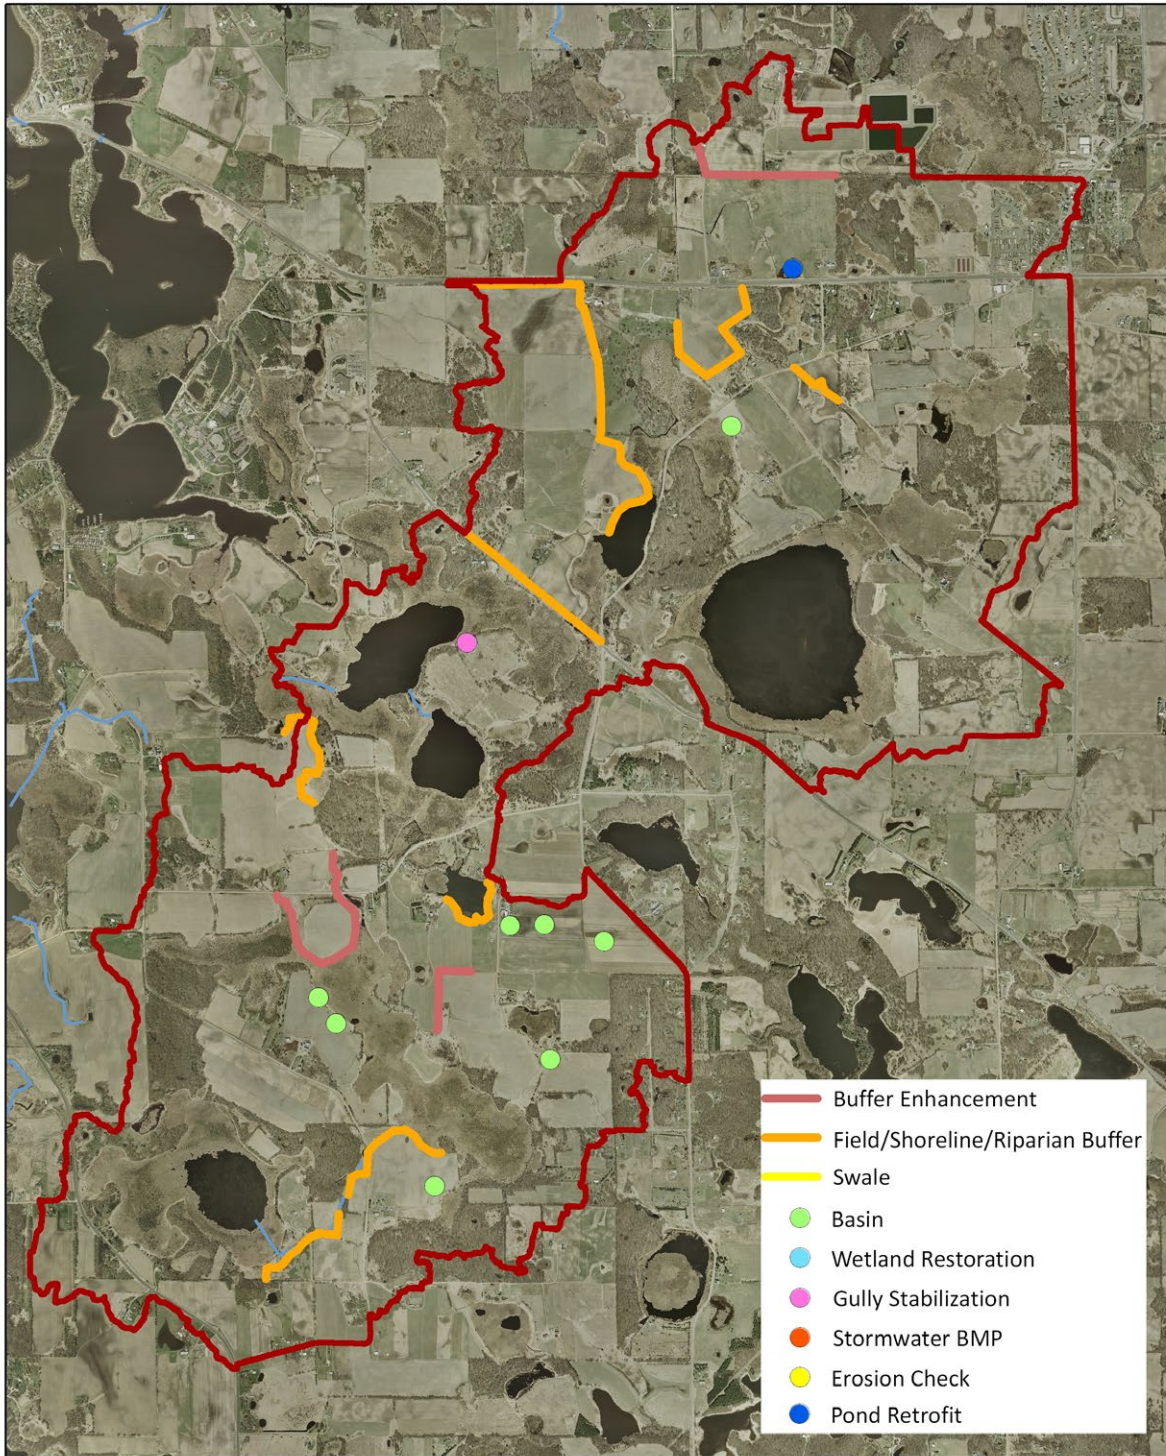 Buffer Enhancement
Field/Shoreline/Riparian Buffer
Swale
Basin
Wetland Restoration
Gully Stabilization
Stormwater BMP
Erosion Check
Pond Retrofit